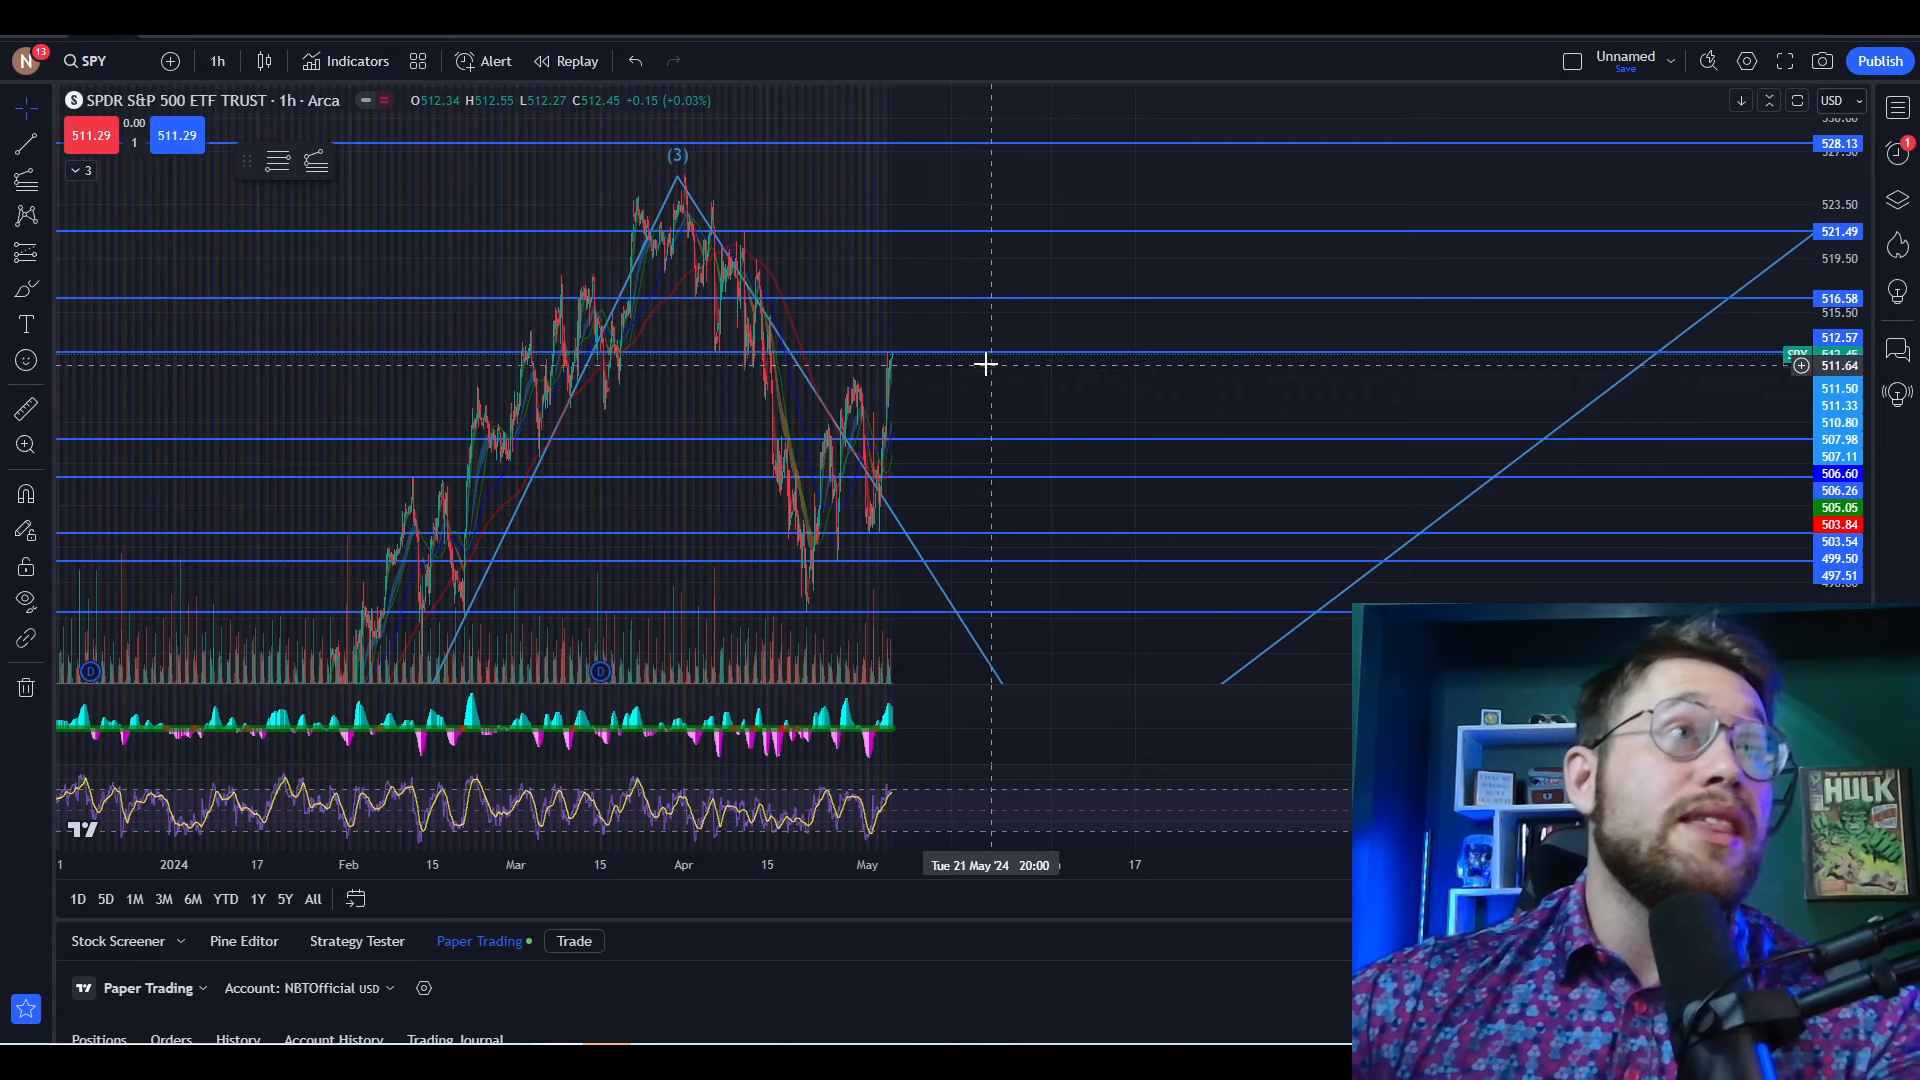 N
13
SPY
1h
Indicators
Alert
Replay
Unnamed
Save
Publish
S
SPDR S&P 500 ETF TRUST · 1h · Arca
O512.34 H512.55 L512.27 C512.45 +0.15 (+0.03%)
USD
511.29
0.00
1
511.29
3
(3)
528.13
523.50
521.49
519.50
516.58
515.50
512.57
SPY 512.45
511.64
511.50
511.33
510.80
507.98
507.11
506.60
506.26
505.05
503.84
503.54
499.50
497.51
1
D
D
1
2024
17
Feb
15
Mar
15
Apr
15
May
Tue 21 May '24 20:00
17
1D 5D 1M 3M 6M YTD 1Y 5Y All
Stock Screener
Pine Editor
Strategy Tester
Paper Trading
Trade
Paper Trading
Account: NBTOfficial USD
Positions
Orders
History
Account History
Trading Journal
HULK